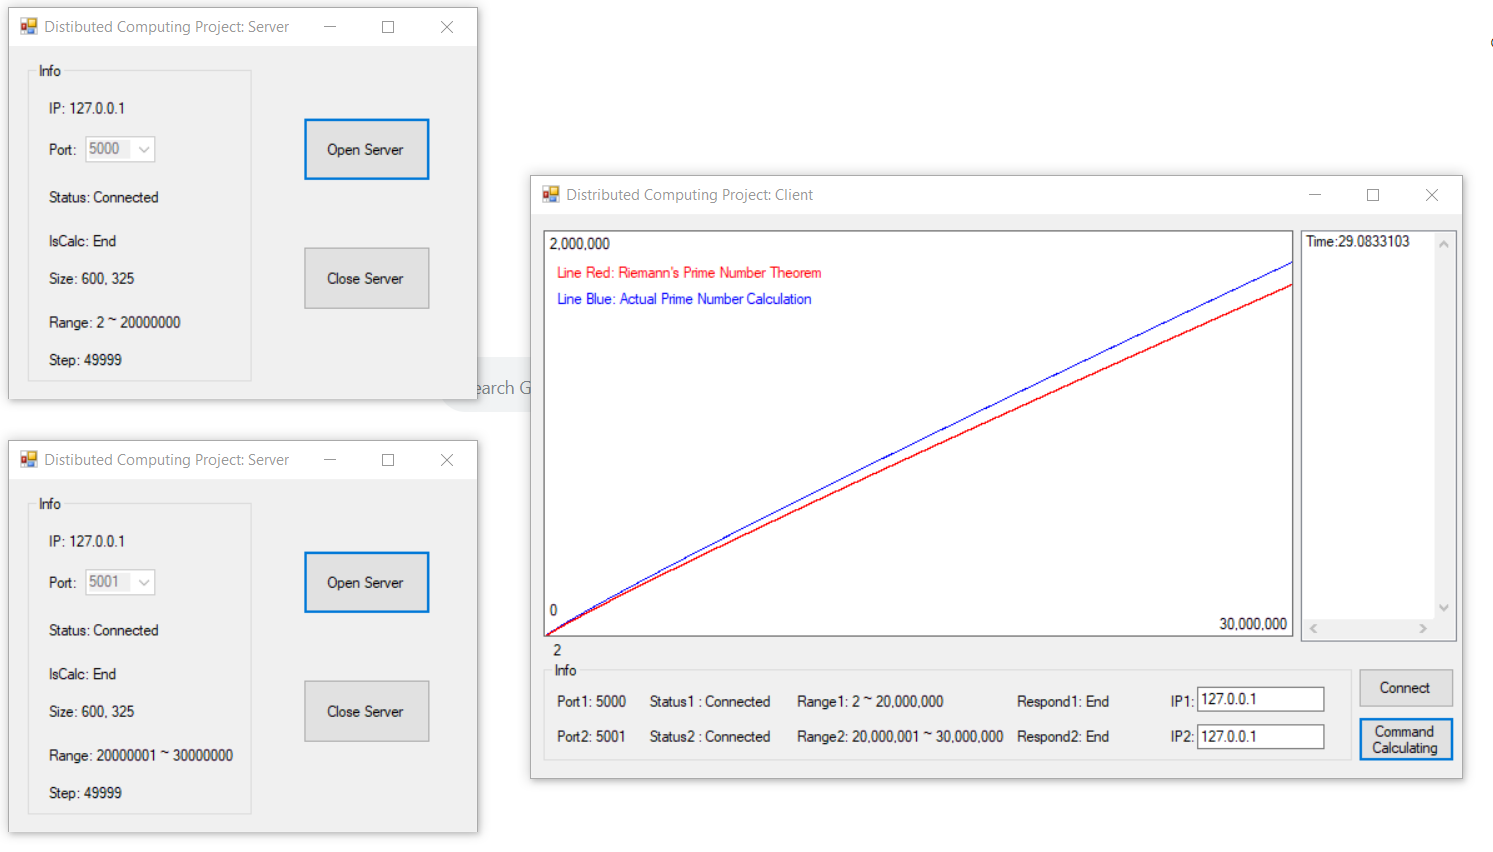 Distibuted Computing Project: Server
Info
IP: 127.0.0.1
Port: 5000
Status: Connected
IsCalc: End
Size: 600, 325
Range: 2 ~ 20000000
Step: 49999
Open Server
Close Server
earch G
Distibuted Computing Project: Server
Info
IP: 127.0.0.1
Port: 5001
Status: Connected
IsCalc: End
Size: 600, 325
Range: 20000001 ~ 30000000
Step: 49999
Open Server
Close Server
Distributed Computing Project: Client
2,000,000
Line Red: Riemann's Prime Number Theorem
Line Blue: Actual Prime Number Calculation
0
30,000,000
2
Time:29.0833103
Info
Port1: 5000 Status1 : Connected Range1: 2 ~ 20,000,000 Respond1: End IP1: 127.0.0.1
Port2: 5001 Status2 : Connected Range2: 20,000,001 ~ 30,000,000 Respond2: End IP2: 127.0.0.1
Connect
Command
Calculating